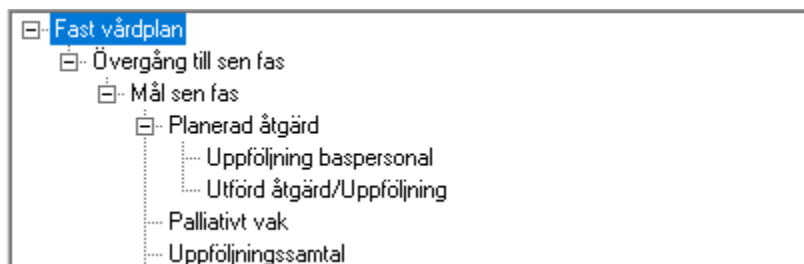 Fast vårdplan
Övergång till sen fas
Mål sen fas
Planerad åtgärd
Uppföljning baspersonal
Utförd åtgärd/Uppföljning
Palliativt vak
Uppföljningssamtal